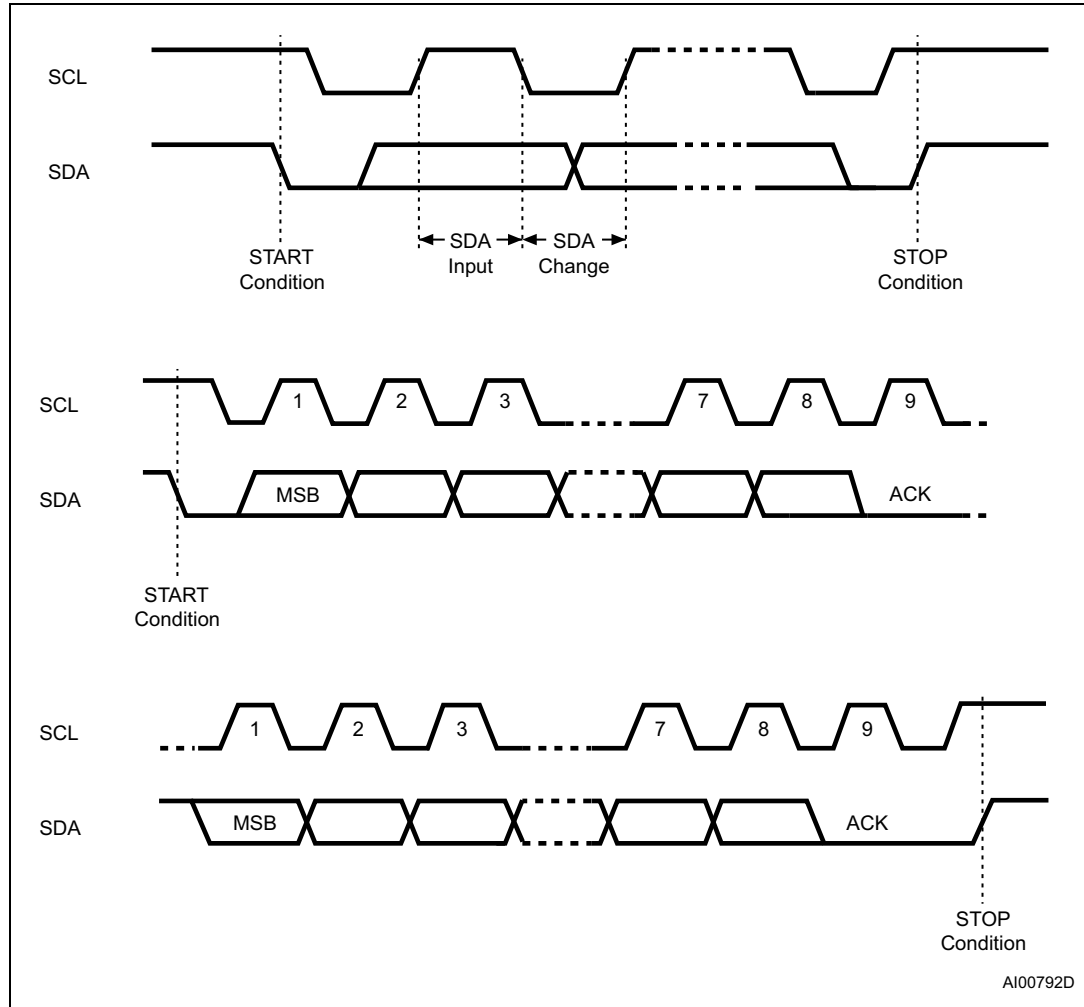 SCL
SDA
SDA
Input
SDA
Change
START
Condition
STOP
Condition
SCL
1 2 3 7 8 9
SDA
MSB ACK
START
Condition
SCL
1 2 3 7 8 9
SDA
MSB ACK
STOP
Condition
AI00792D